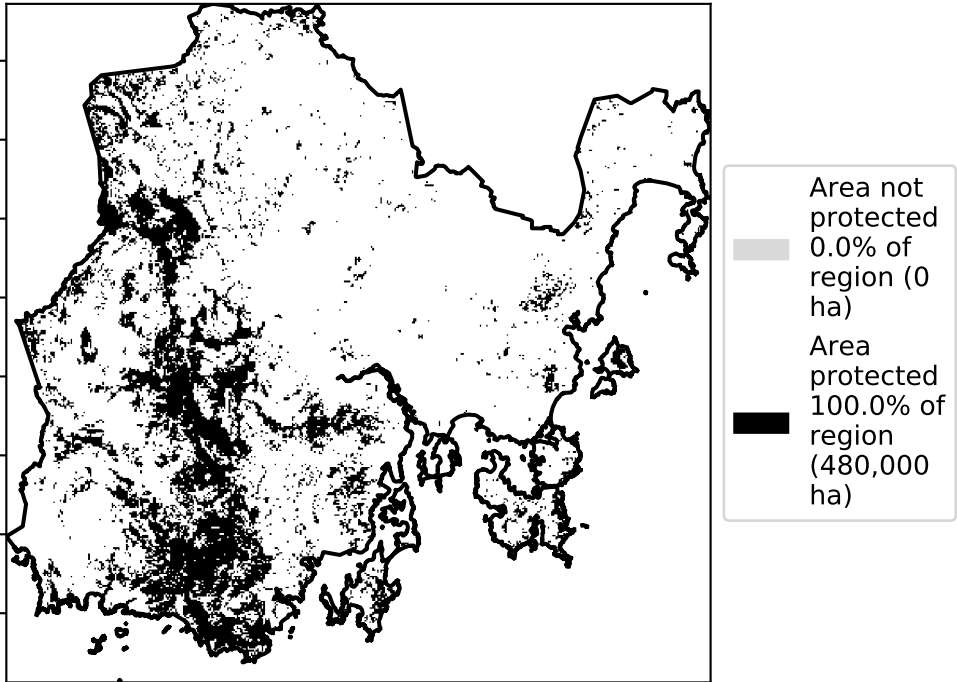 Area not
protected
0.0% of
region (0
ha)
Area
protected
100.0% of
region
(480,000
ha)